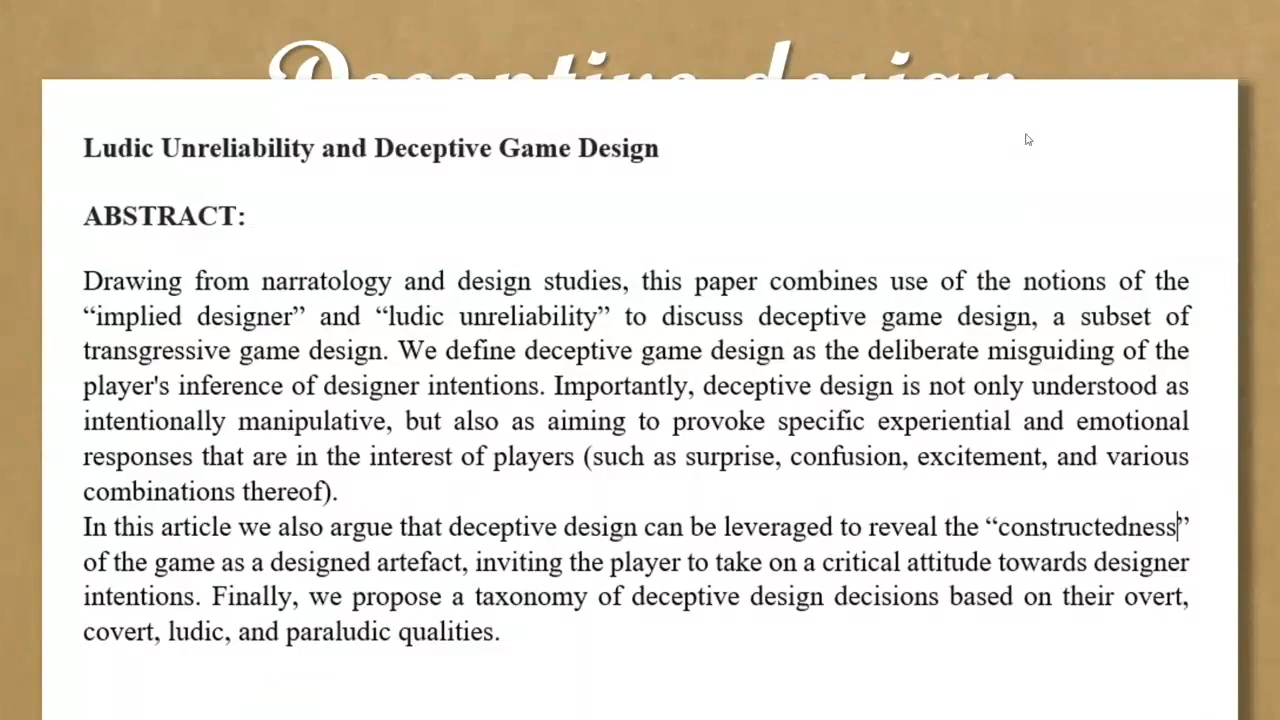 Deceptive design
Ludic Unreliability and Deceptive Game Design
ABSTRACT:
Drawing from narratology and design studies, this paper combines use of the notions of the
“implied designer” and “ludic unreliability” to discuss deceptive game design, a subset of
transgressive game design. We define deceptive game design as the deliberate misguiding of the
player's inference of designer intentions. Importantly, deceptive design is not only understood as
intentionally manipulative, but also as aiming to provoke specific experiential and emotional
responses that are in the interest of players (such as surprise, confusion, excitement, and various
combinations thereof).
In this article we also argue that deceptive design can be leveraged to reveal the “constructedness”
of the game as a designed artefact, inviting the player to take on a critical attitude towards designer
intentions. Finally, we propose a taxonomy of deceptive design decisions based on their overt,
covert, ludic, and paraludic qualities.